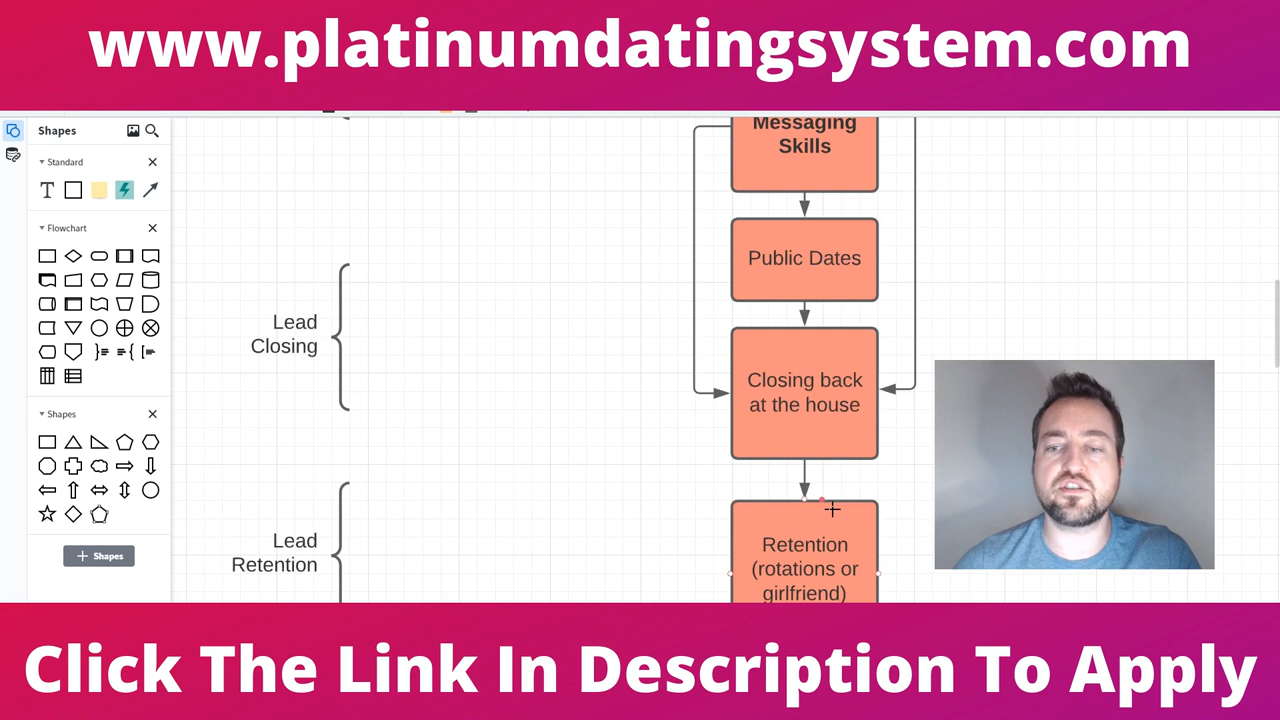 www.platinumdatingsystem.com
Shapes
Standard
T
Flowchart
Shapes
Shapes
Messaging
Skills
Public Dates
Lead
Closing
Closing back
at the house
Lead
Retention
Retention
(rotations or
girlfriend)
Click The Link In Description To Apply